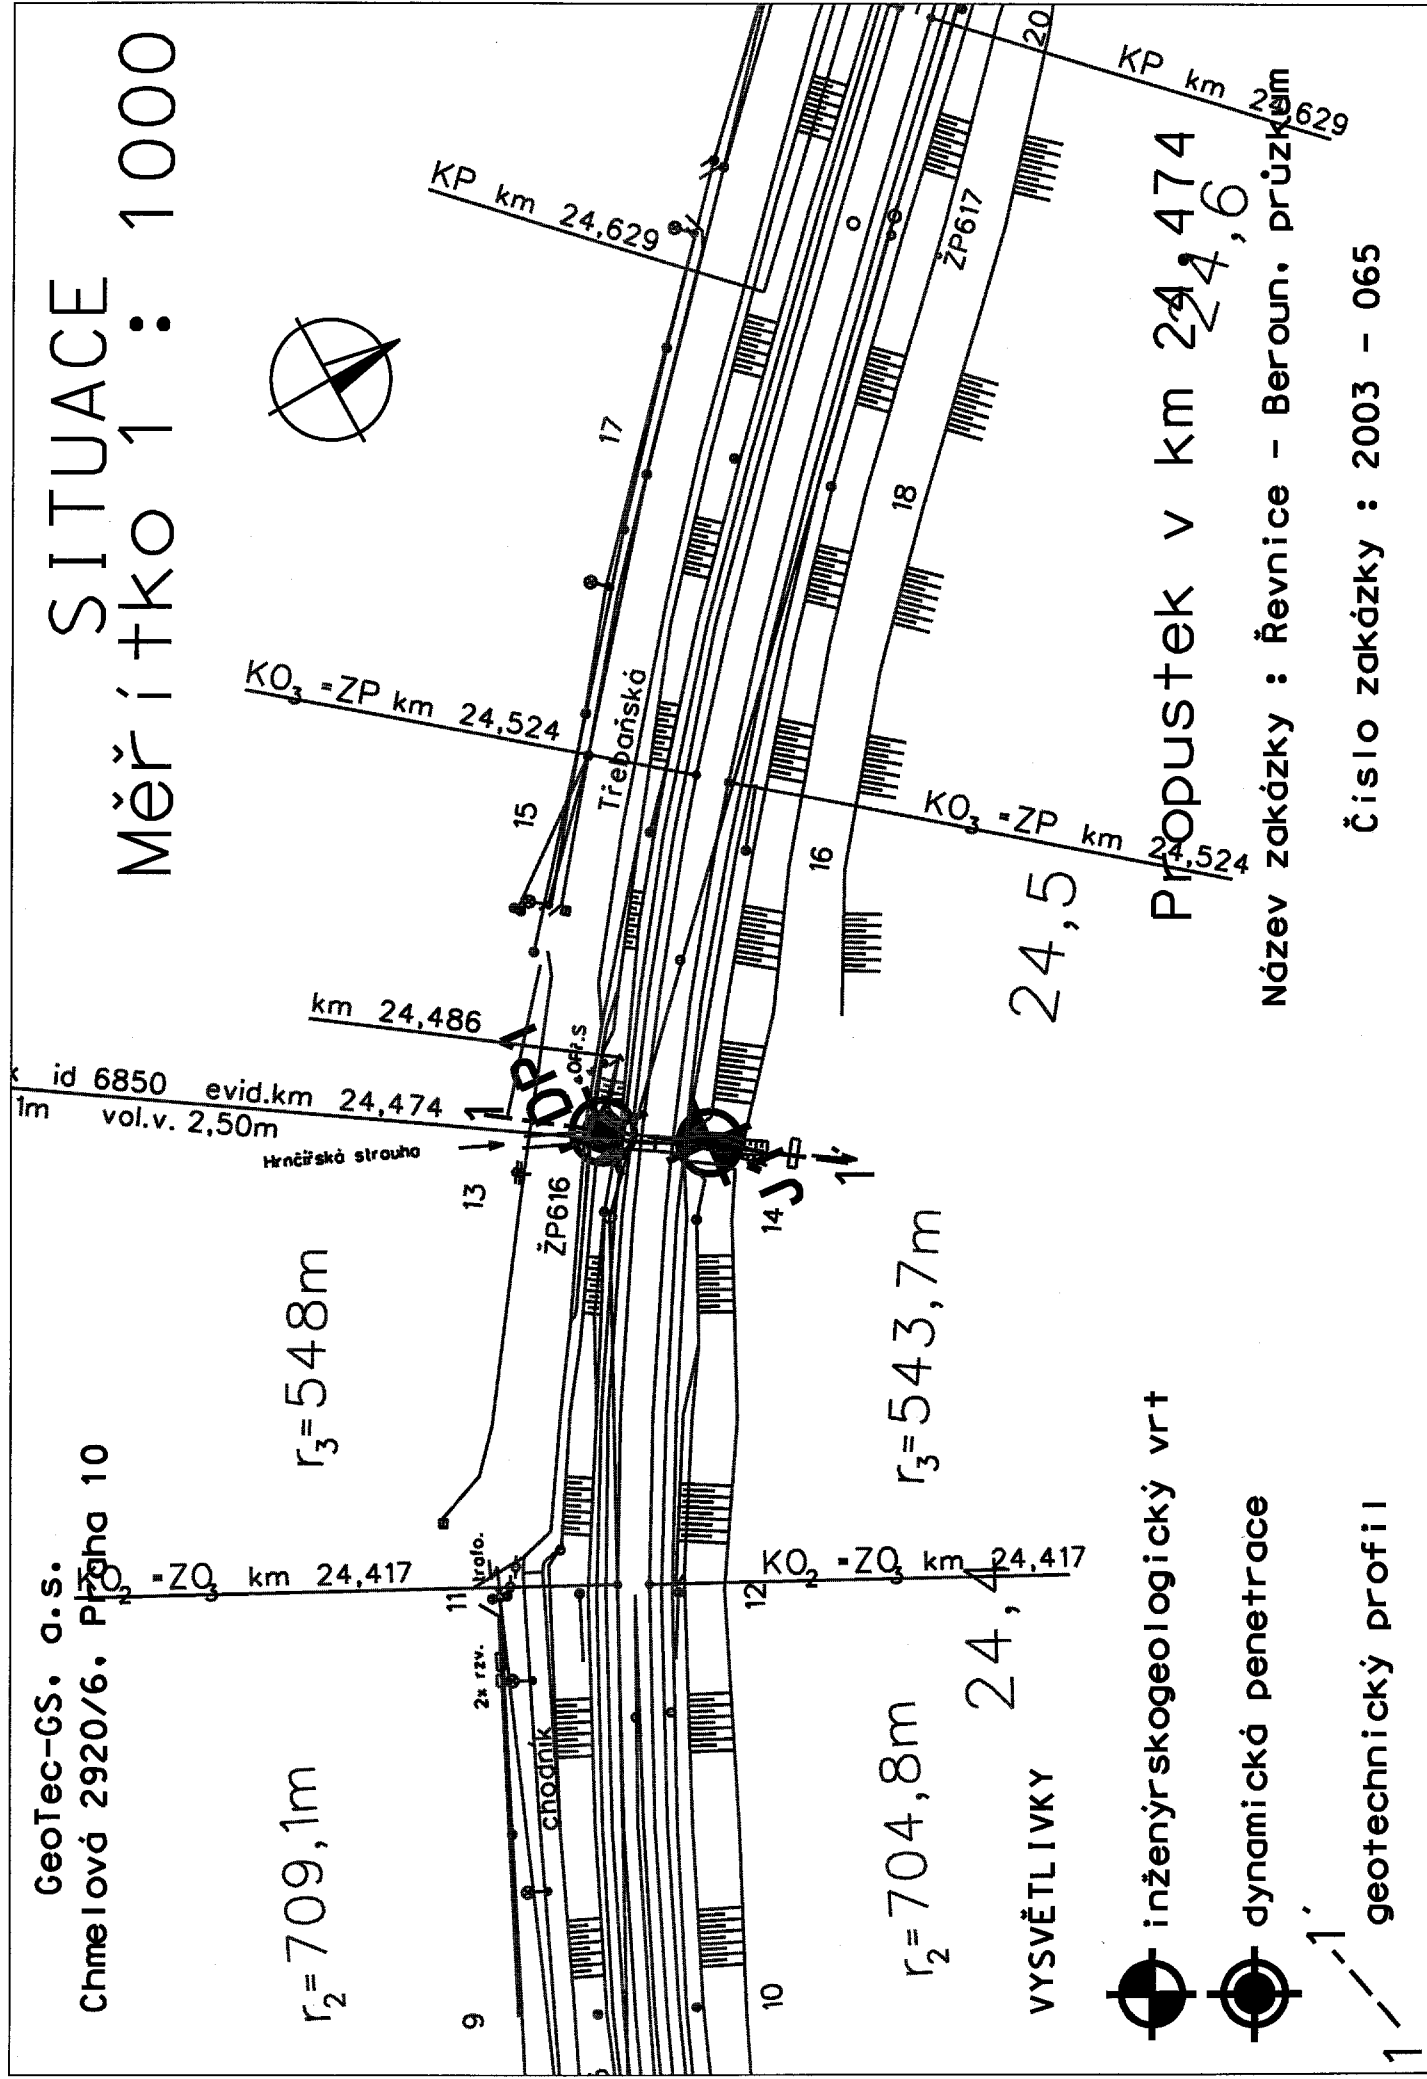 GeoTec-GS, a.s.
Chmelová 2920/6, Praha 10
SITUACE
Měřítko 1 : 1000
KO₂ =ZO₃ km 24,417
id 6850 evid.km 24,474
1m vol.v. 2,50m
Hrnčířská strouha
km 24,486
KO₃ =ZP km 24,524
KP km 24,629
r₂=709,1m
r₃=548m
9
11
trafo.
2x rzv.
chodník
13
ŽP616
1
DP
Opř.S
15
Třebaňská
17
10
12
KO₂ =ZO₃ km 24,417
14
J
1'
16
KO₃ =ZP km 24,524
18
ŽP617
20
KP km 24,629
r₂=704,8m
r₃=543,7m
24,4
24,5
24,6
Propustek v km 24,474
Název zakázky : Řevnice - Beroun, průzkum
Číslo zakázky : 2003 - 065
VYSVĚTLIVKY
inženýrskogeologický vrt
dynamická penetrace
1 1'
geotechnický profil